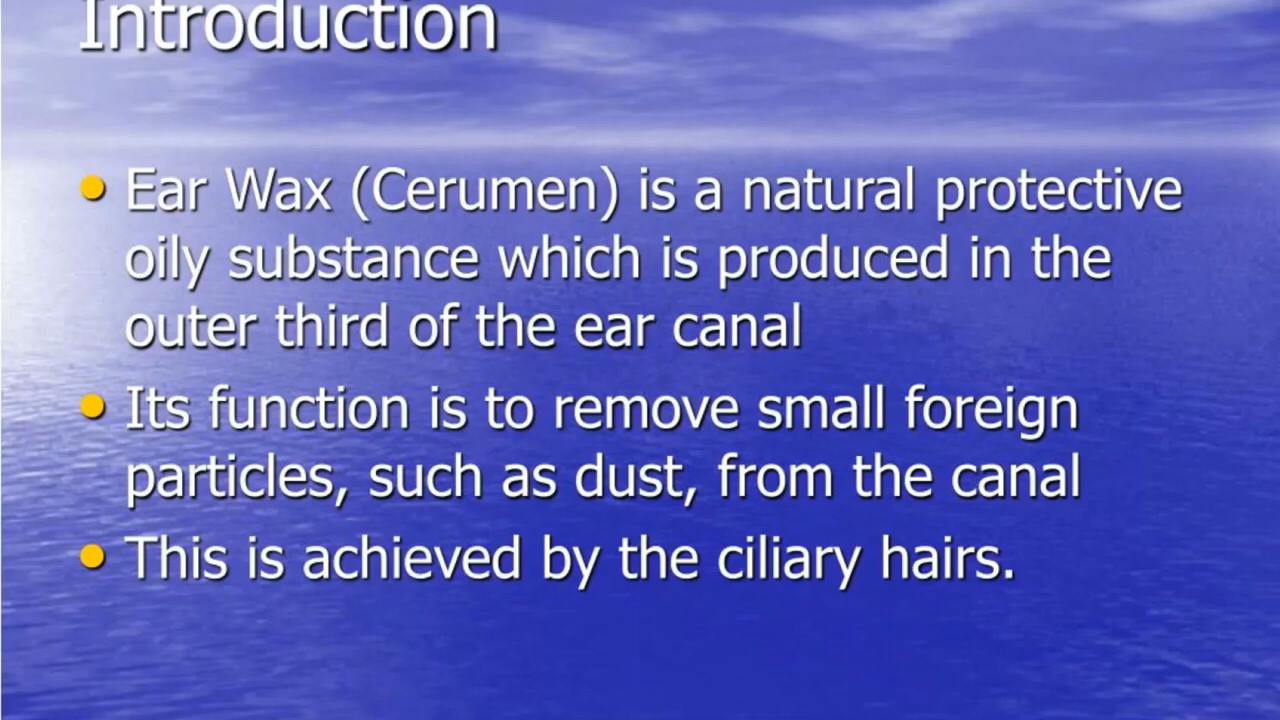 Introduction
• Ear Wax (Cerumen) is a natural protective
oily substance which is produced in the
outer third of the ear canal
• Its function is to remove small foreign
particles, such as dust, from the canal
• This is achieved by the ciliary hairs.